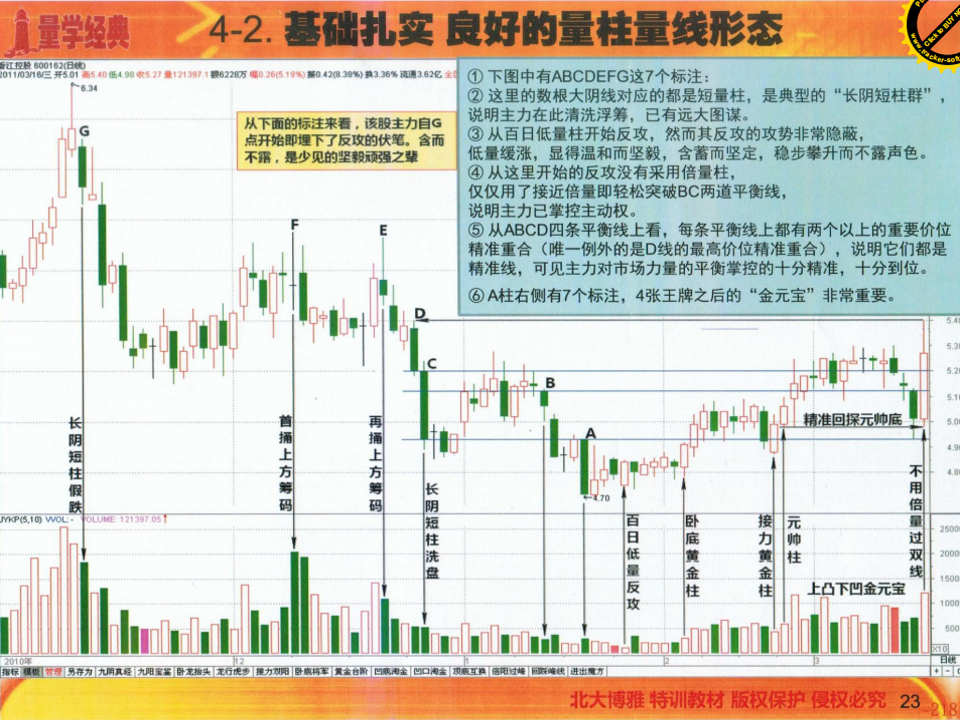 量学经典
4-2. 基础扎实 良好的量柱量线形态
Click to BUY NOW
浙江控股 600162(日线)
2011/03/16/三 开5.01 高5.40 低4.98 收5.27 量121397.1 额6228万 幅0.26(5.19%) 振0.42(8.38%) 换3.36% 流通3.62亿
① 下图中有ABCDEFG这7个标注：
② 这里的数根大阴线对应的都是短量柱，是典型的“长阴短柱群”，
说明主力在此清洗浮筹，已有远大图谋。
③ 从百日低量柱开始反攻，然而其反攻的攻势非常隐蔽，
低量缓涨，显得温和而坚毅，含蓄而坚定，稳步攀升而不露声色。
④ 从这里开始的反攻没有采用倍量柱，
仅仅用了接近倍量即轻松突破BC两道平衡线，
说明主力已掌控主动权。
⑤ 从ABCD四条平衡线上看，每条平衡线上都有两个以上的重要价位
精准重合（唯一例外的是D线的最高价位精准重合），说明它们都是
精准线，可见主力对市场力量的平衡掌控的十分精准，十分到位。
⑥ A柱右侧有7个标注，4张王牌之后的“金元宝”非常重要。
从下面的标注来看，该股主力自G
点开始即埋下了反攻的伏笔。含而
不露，是少见的坚毅顽强之辈
6.34
G
F
E
D
C
B
A
4.70
5.40
5.30
5.20
5.10
5.00
4.90
4.80
精准回探元帅底
长阴短柱假跌
首捅上方筹码
再捅上方筹码
长阴短柱洗盘
百日低量反攻
卧底黄金柱
接力黄金柱
元帅柱
不用倍量过双线
上凸下凹金元宝
JYKP(5,10) VVOL: - VOLUME: 121397.05
25000
20000
15000
10000
5000
X10
2010年 12 1 2 3 日线
指标 模板 管理 另存为 九阴真经 九阳宝鉴 卧龙抬头 龙行虎步 接力双阳 卧底将军 黄金台阶 凹底淘金 凹口淘金 顶底互换 倍阳过峰 回踩峰线 进出魔方
北大博雅 特训教材 版权保护 侵权必究 23
-218